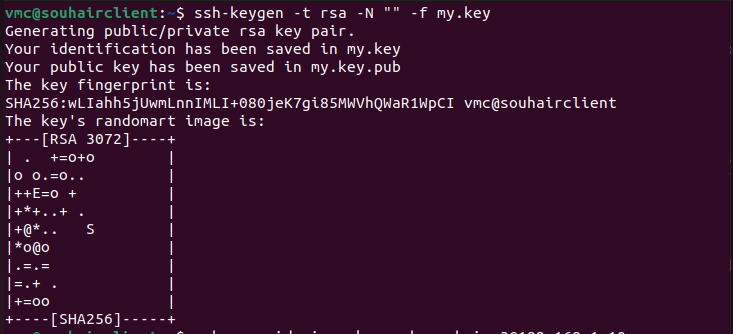 vmc@souhairclient:~$ ssh-keygen -t rsa -N "" -f my.key
Generating public/private rsa key pair.
Your identification has been saved in my.key
Your public key has been saved in my.key.pub
The key fingerprint is:
SHA256:wLIahh5jUwmLnnIMLI+080jeK7gi85MWVhQWaR1WpCI vmc@souhairclient
The key's randomart image is:
+---[RSA 3072]----+
| .  +=o+o        |
|o o.=o..         |
|++E=o +          |
|+*+..+ .         |
|+@*..   S        |
|*o@o             |
|.=.=             |
|=.+ .            |
|+=oo             |
+----[SHA256]-----+